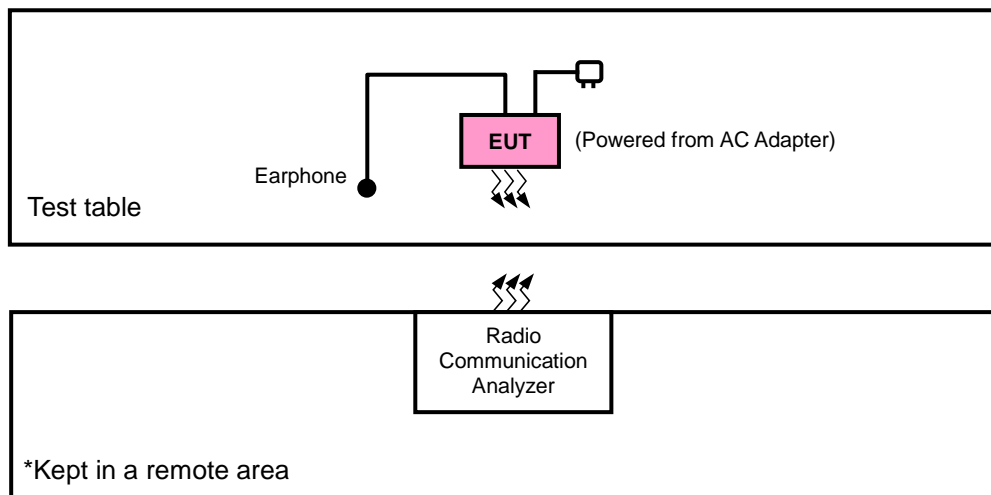 EUT
(Powered from AC Adapter)
Earphone
Test table
Radio
Communication
Analyzer
*Kept in a remote area